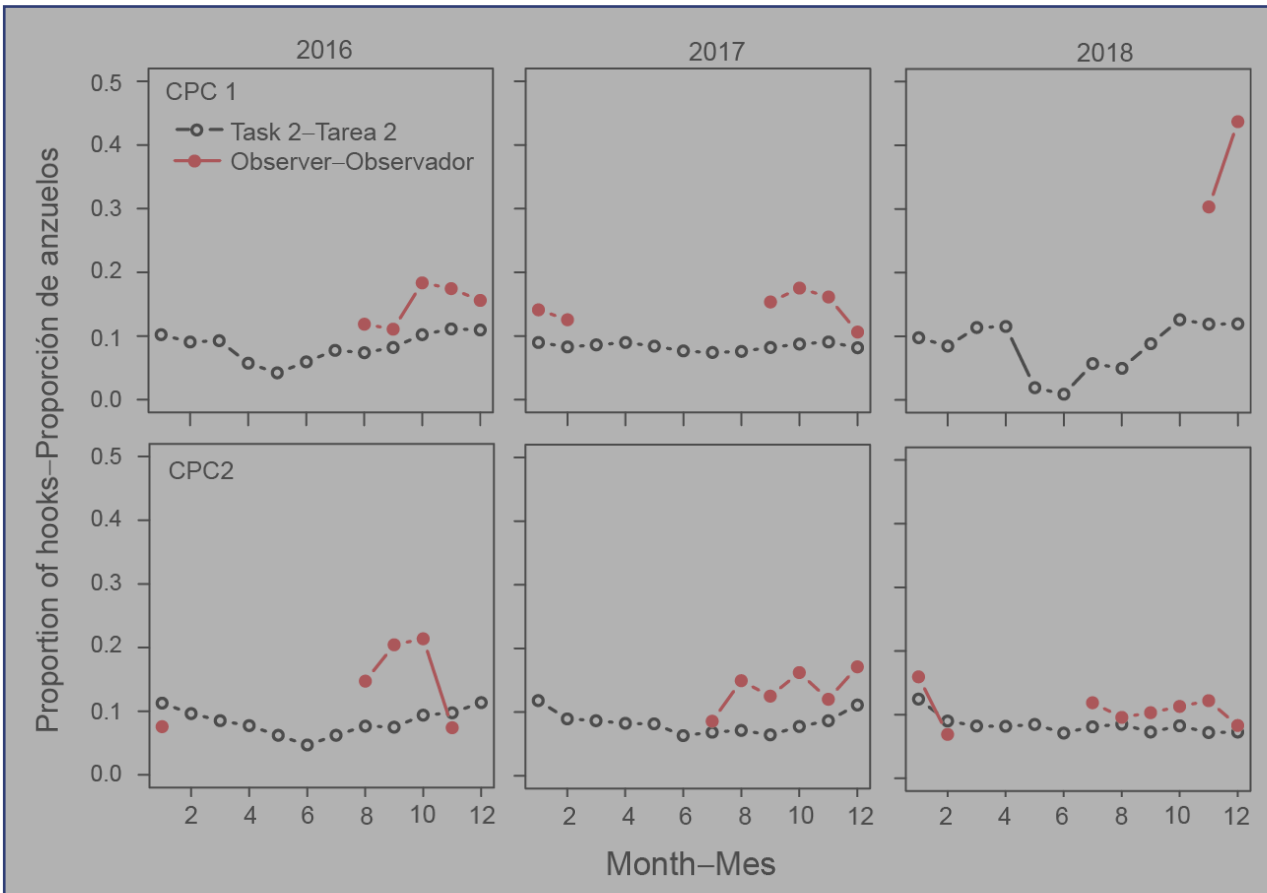 2016
2017
2018
0.5
0.4
0.3
0.2
0.1
0.0
CPC 1
Task 2–Tarea 2
Observer–Observador
0.5
0.4
0.3
0.2
0.1
0.0
CPC2
2 4 6 8 10 12
2 4 6 8 10 12
2 4 6 8 10 12
Proportion of hooks–Proporción de anzuelos
Month–Mes